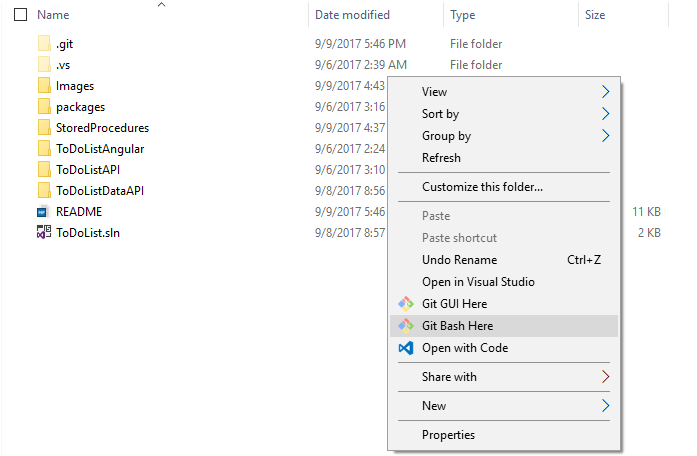 Name Date modified Type Size
.git 9/9/2017 5:46 PM File folder
.vs 9/6/2017 2:39 AM File folder
Images 9/9/2017 4:43
packages 9/6/2017 3:16
StoredProcedures 9/9/2017 4:37
ToDoListAngular 9/6/2017 2:24
ToDoListAPI 9/6/2017 3:10
ToDoListDataAPI 9/8/2017 8:56
README 9/9/2017 5:46 11 KB
ToDoList.sln 9/8/2017 8:57 2 KB
View
Sort by
Group by
Refresh
Customize this folder...
Paste
Paste shortcut
Undo Rename Ctrl+Z
Open in Visual Studio
Git GUI Here
Git Bash Here
Open with Code
Share with
New
Properties